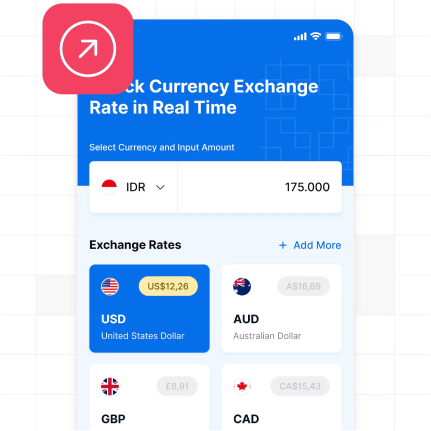 ck Currency Exchange
Rate in Real Time
Select Currency and Input Amount
IDR
175.000
Exchange Rates
+ Add More
US$12,26
A$16,69
USD
AUD
United States Dollar
Australian Dollar
£8,91
CA$15,43
GBP
CAD